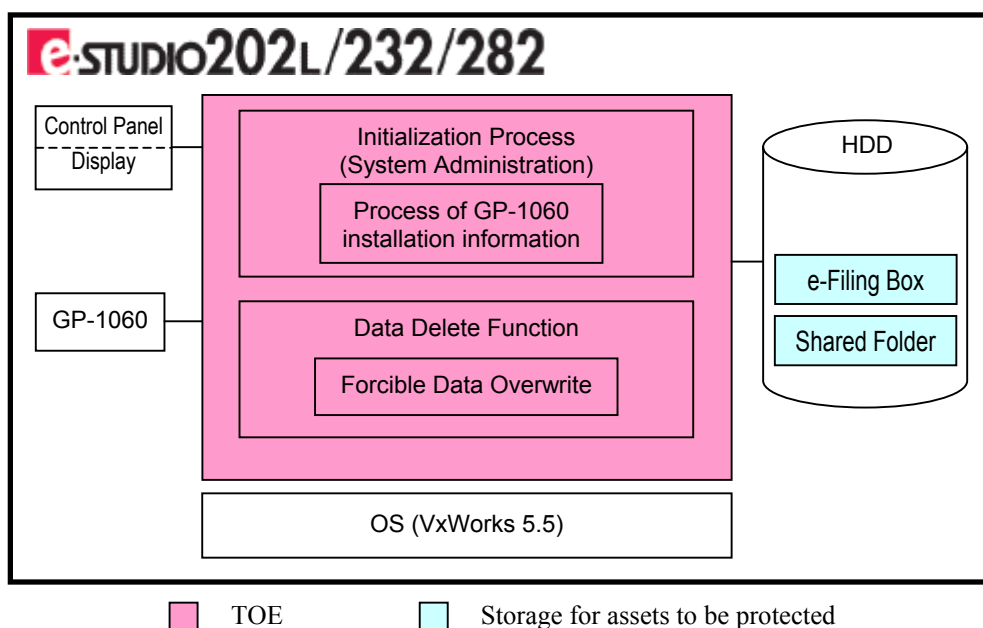 e-STUDIO202L/232/282
Control Panel
Display
GP-1060
Initialization Process
(System Administration)
Process of GP-1060
installation information
Data Delete Function
Forcible Data Overwrite
OS (VxWorks 5.5)
HDD
e-Filing Box
Shared Folder
TOE
Storage for assets to be protected